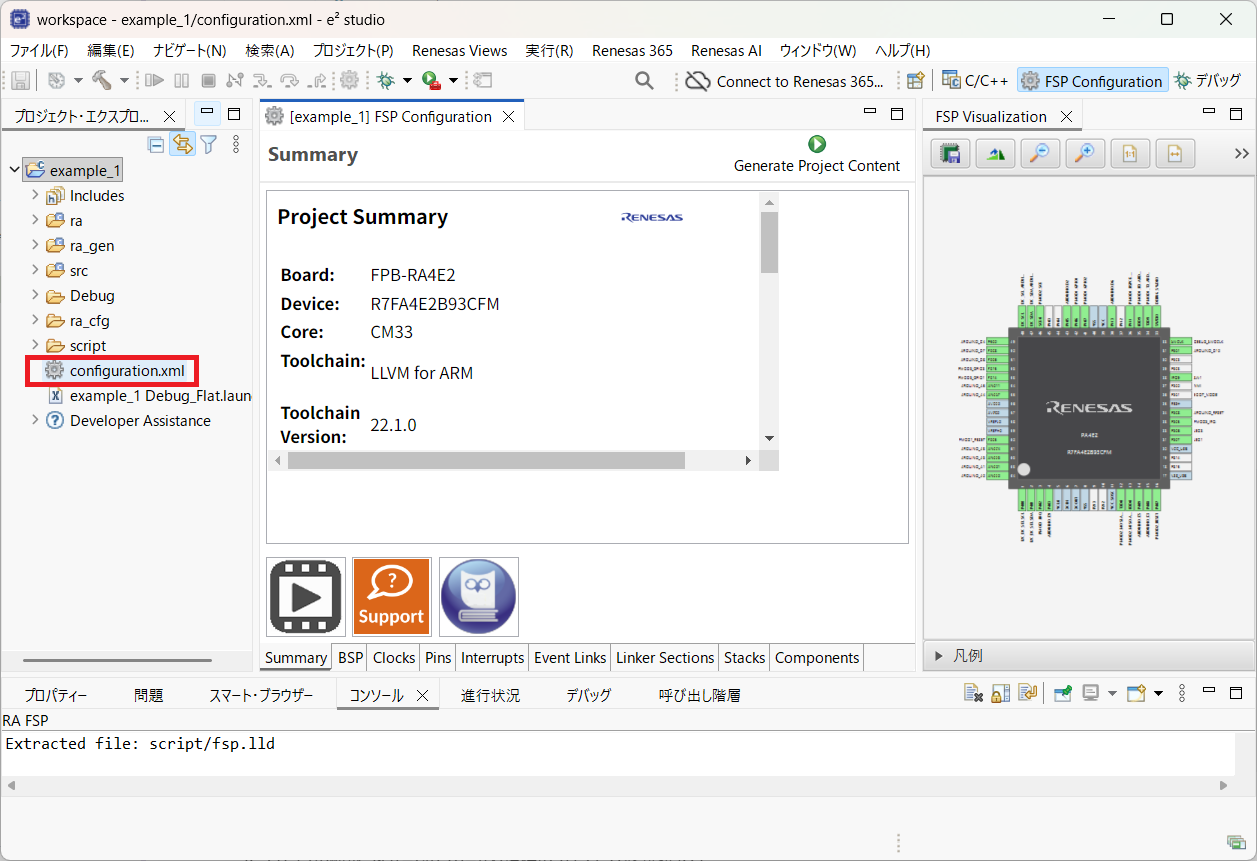 workspace - example_1/configuration.xml - e² studio
ファイル(F) 編集(E) ナビゲート(N) 検索(A) プロジェクト(P) Renesas Views 実行(R) Renesas 365 Renesas AI ウィンドウ(W) ヘルプ(H)
Connect to Renesas 365... C/C++ FSP Configuration デバッグ
プロジェクト・エクスプロ...
example_1
Includes
ra
ra_gen
src
Debug
ra_cfg
script
configuration.xml
example_1 Debug_Flat.laun
Developer Assistance
[example_1] FSP Configuration
Summary
Generate Project Content
Project Summary
RENESAS
Board: FPB-RA4E2
Device: R7FA4E2B93CFM
Core: CM33
Toolchain: LLVM for ARM
Toolchain Version: 22.1.0
? Support
Summary BSP Clocks Pins Interrupts Event Links Linker Sections Stacks Components
FSP Visualization
RENESAS
RA4E2
R7FA4E2B93CFM
凡例
プロパティー 問題 スマート・ブラウザー コンソール 進行状況 デバッグ 呼び出し階層
RA FSP
Extracted file: script/fsp.lld